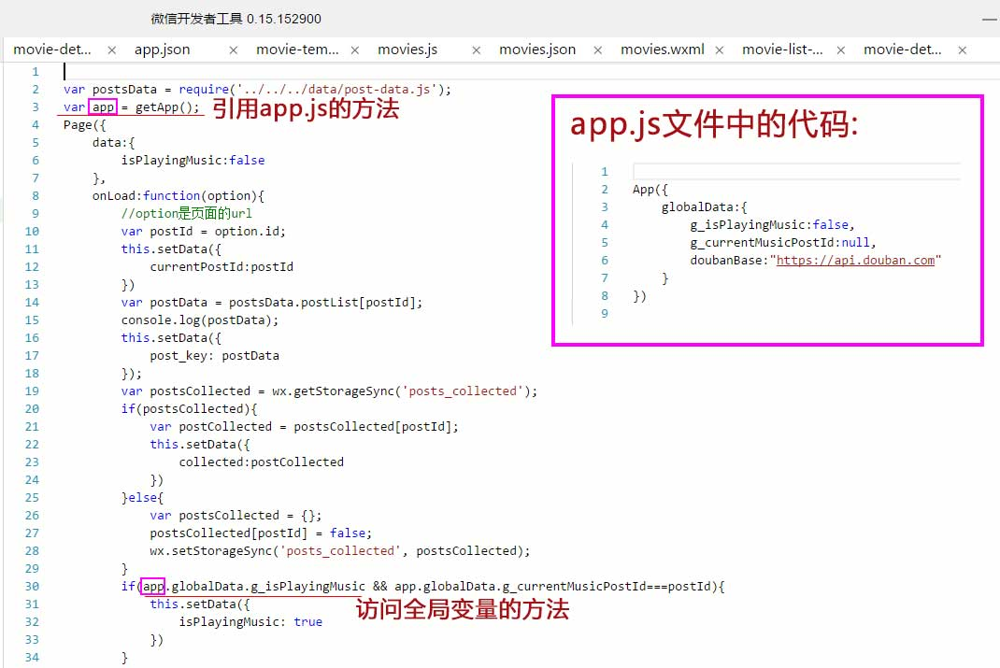 微信开发者工具 0.15.152900
movie-det... × app.json × movie-tem... × movies.js × movies.json × movies.wxml × movie-list-... × movie-det... ×
1
2 var postsData = require('../../../data/post-data.js');
3 var app = getApp(); 引用app.js的方法
4 Page({
5 data:{
6 isPlayingMusic:false
7 },
8 onLoad:function(option){
9 //option是页面的url
10 var postId = option.id;
11 this.setData({
12 currentPostId:postId
13 })
14 var postData = postsData.postList[postId];
15 console.log(postData);
16 this.setData({
17 post_key: postData
18 });
19 var postsCollected = wx.getStorageSync('posts_collected');
20 if(postsCollected){
21 var postCollected = postsCollected[postId];
22 this.setData({
23 collected:postCollected
24 })
25 }else{
26 var postsCollected = {};
27 postsCollected[postId] = false;
28 wx.setStorageSync('posts_collected', postsCollected);
29 }
30 if(app.globalData.g_isPlayingMusic && app.globalData.g_currentMusicPostId===postId){
31 this.setData({
访问全局变量的方法
32 isPlayingMusic: true
33 })
34 }
app.js文件中的代码:
1
2 App({
3 globalData:{
4 g_isPlayingMusic:false,
5 g_currentMusicPostId:null,
6 doubanBase:"https://api.douban.com"
7 }
8 })
9